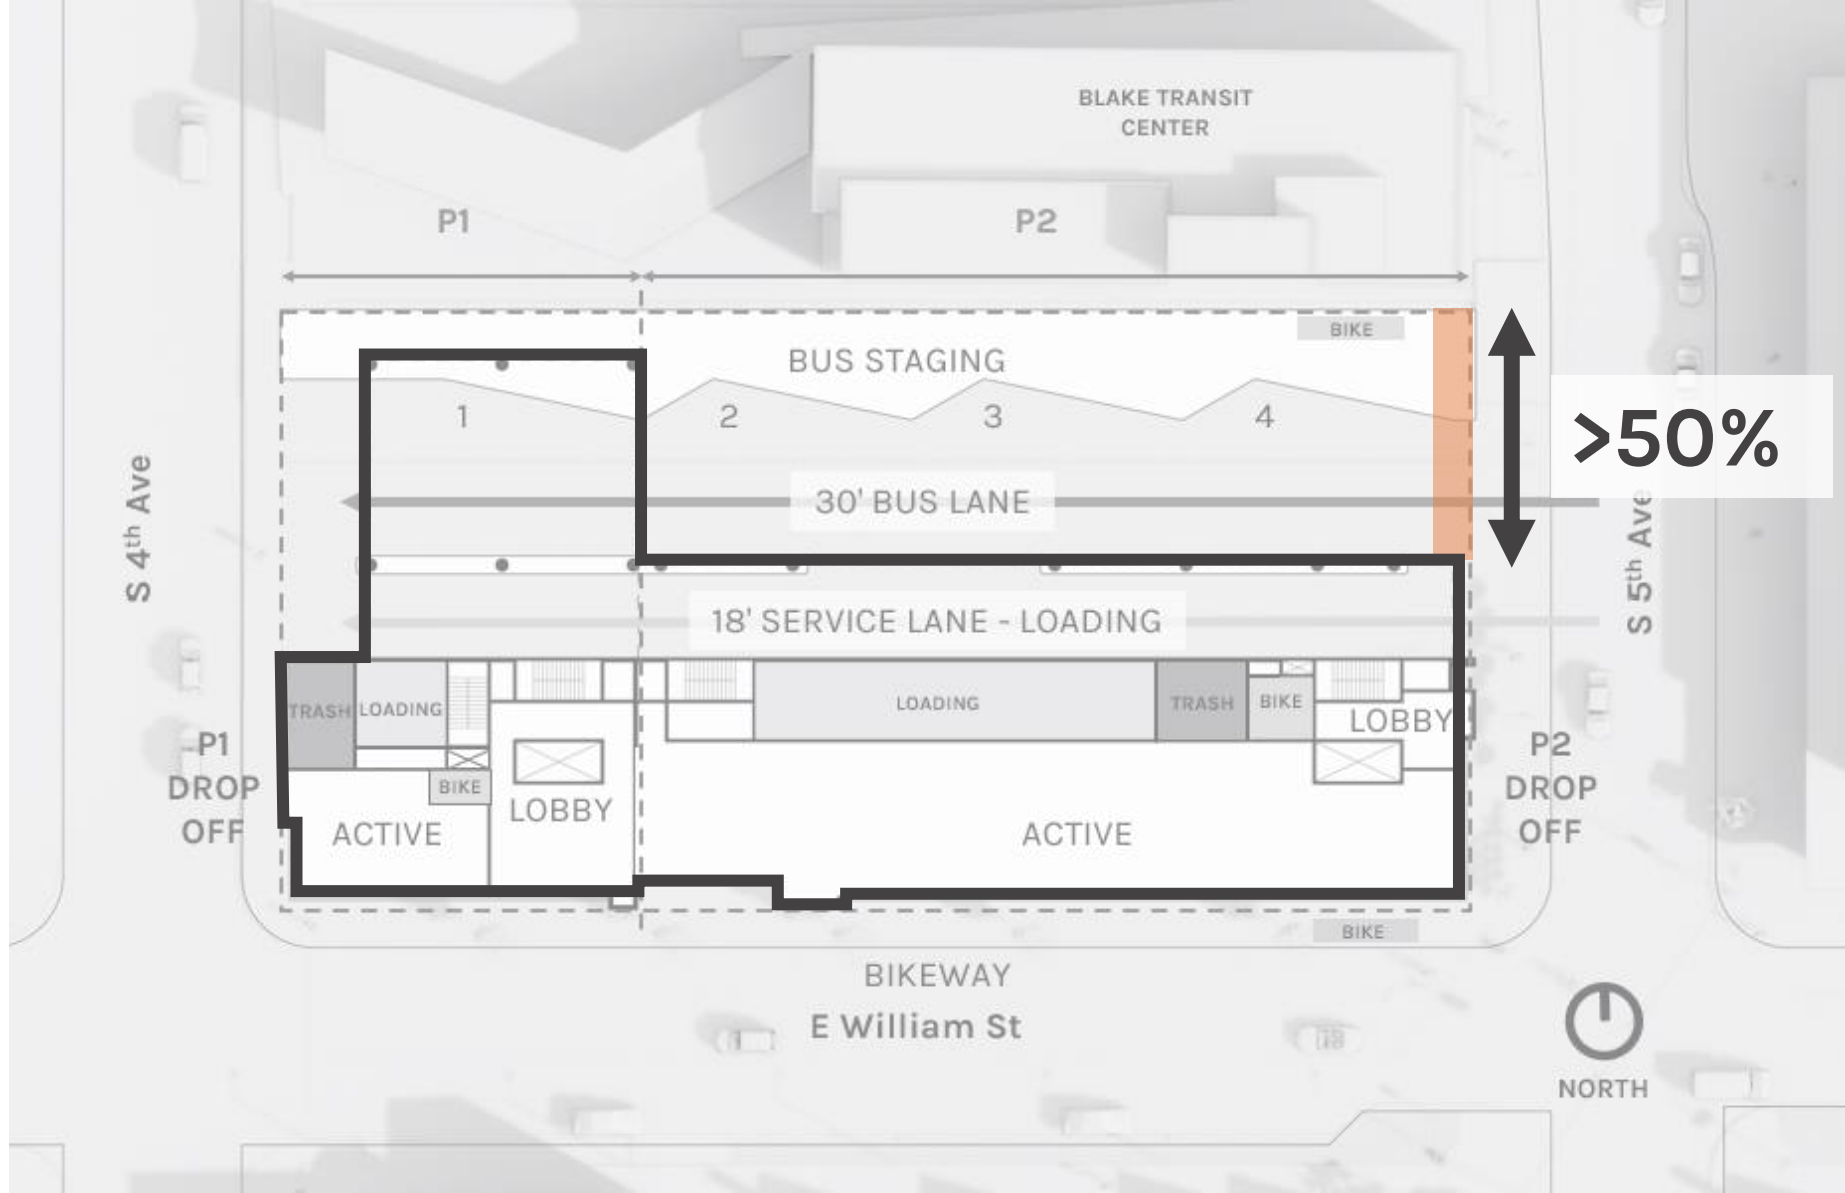 BLAKE TRANSIT
CENTER
P1
P2
BIKE
BUS STAGING
1
2
3
4
>50%
30' BUS LANE
S 4th Ave
S 5th Ave
18' SERVICE LANE - LOADING
TRASH
LOADING
LOADING
TRASH
BIKE
LOBBY
P1
DROP
OFF
BIKE
LOBBY
ACTIVE
ACTIVE
P2
DROP
OFF
BIKE
BIKEWAY
E William St
NORTH